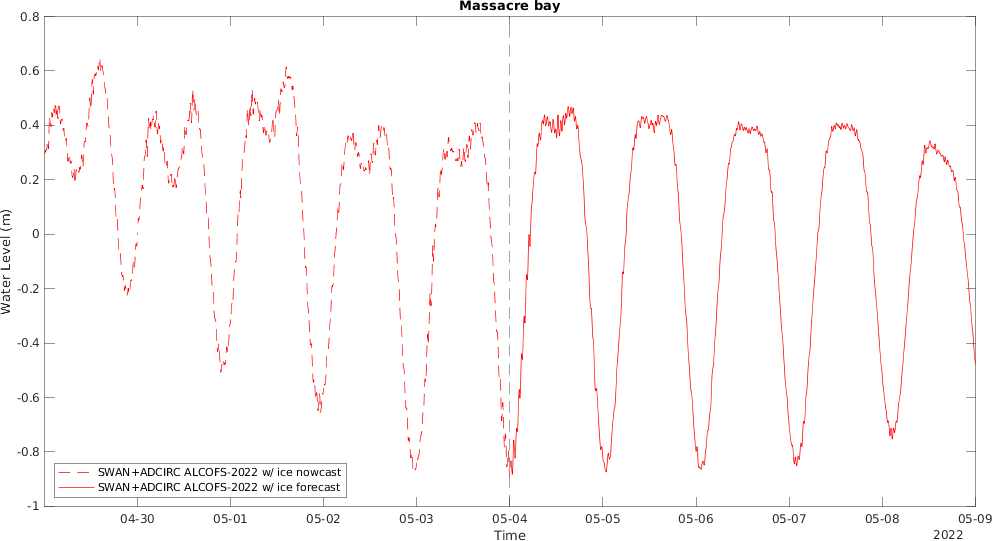 Massacre bay
0.8
0.6
0.4
0.2
0
-0.2
-0.4
-0.6
-0.8
-1
Water Level (m)
SWAN+ADCIRC ALCOFS-2022 w/ ice nowcast
SWAN+ADCIRC ALCOFS-2022 w/ ice forecast
04-30 05-01 05-02 05-03 05-04 05-05 05-06 05-07 05-08 05-09
Time
2022